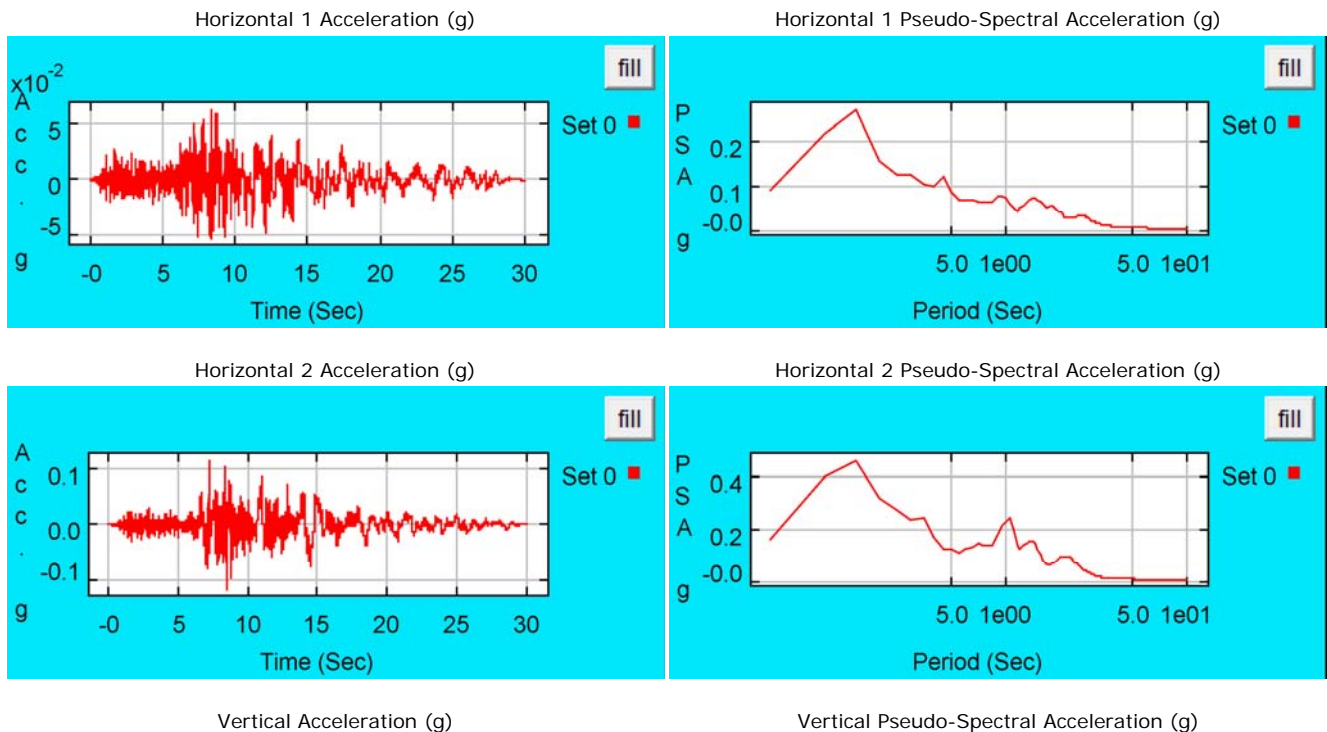 Horizontal 1 Acceleration (g)
Horizontal 1 Pseudo-Spectral Acceleration (g)
fill
x10-2
Acc. g
5
0
-5
Set 0
-0 5 10 15 20 25 30
Time (Sec)
fill
PSA g
0.2
0.1
-0.0
Set 0
5.0 1e00 5.0 1e01
Period (Sec)
Horizontal 2 Acceleration (g)
Horizontal 2 Pseudo-Spectral Acceleration (g)
fill
Acc. g
0.1
0.0
-0.1
Set 0
-0 5 10 15 20 25 30
Time (Sec)
fill
PSA g
0.4
0.2
-0.0
Set 0
5.0 1e00 5.0 1e01
Period (Sec)
Vertical Acceleration (g)
Vertical Pseudo-Spectral Acceleration (g)